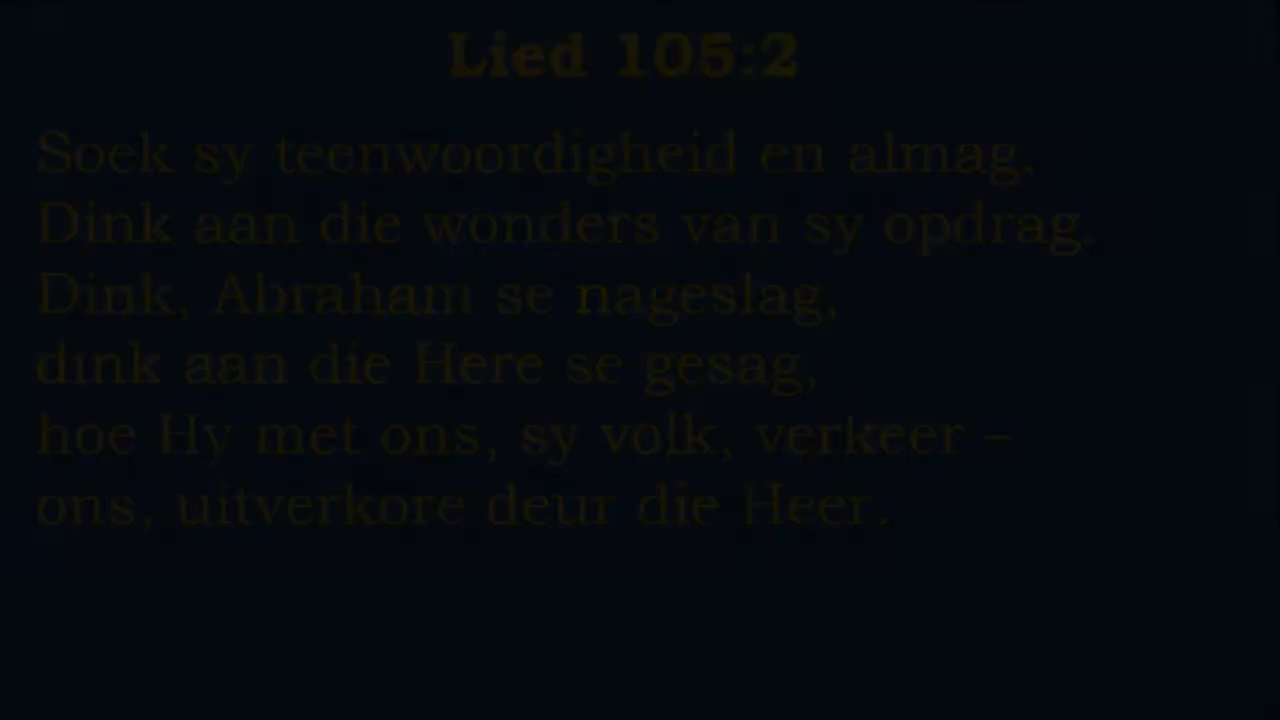 Lied 105:2
Soek sy teenwoordigheid en almag.
Dink aan die wonders van sy opdrag.
Dink, Abraham se nageslag,
dink aan die Here se gesag,
hoe Hy met ons, sy volk, verkeer –
ons, uitverkore deur die Heer.